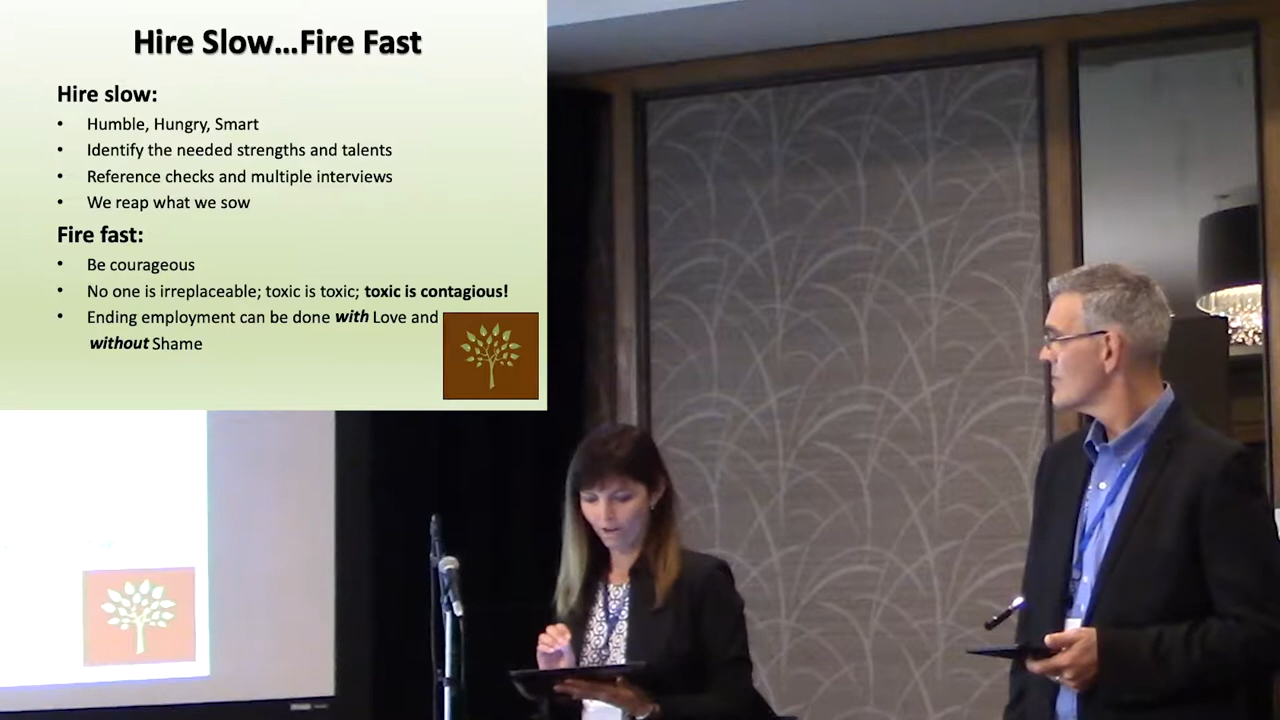 Hire Slow...Fire Fast
Hire slow:
• Humble, Hungry, Smart
• Identify the needed strengths and talents
• Reference checks and multiple interviews
• We reap what we sow
Fire fast:
• Be courageous
• No one is irreplaceable; toxic is toxic; toxic is contagious!
• Ending employment can be done with Love and
without Shame